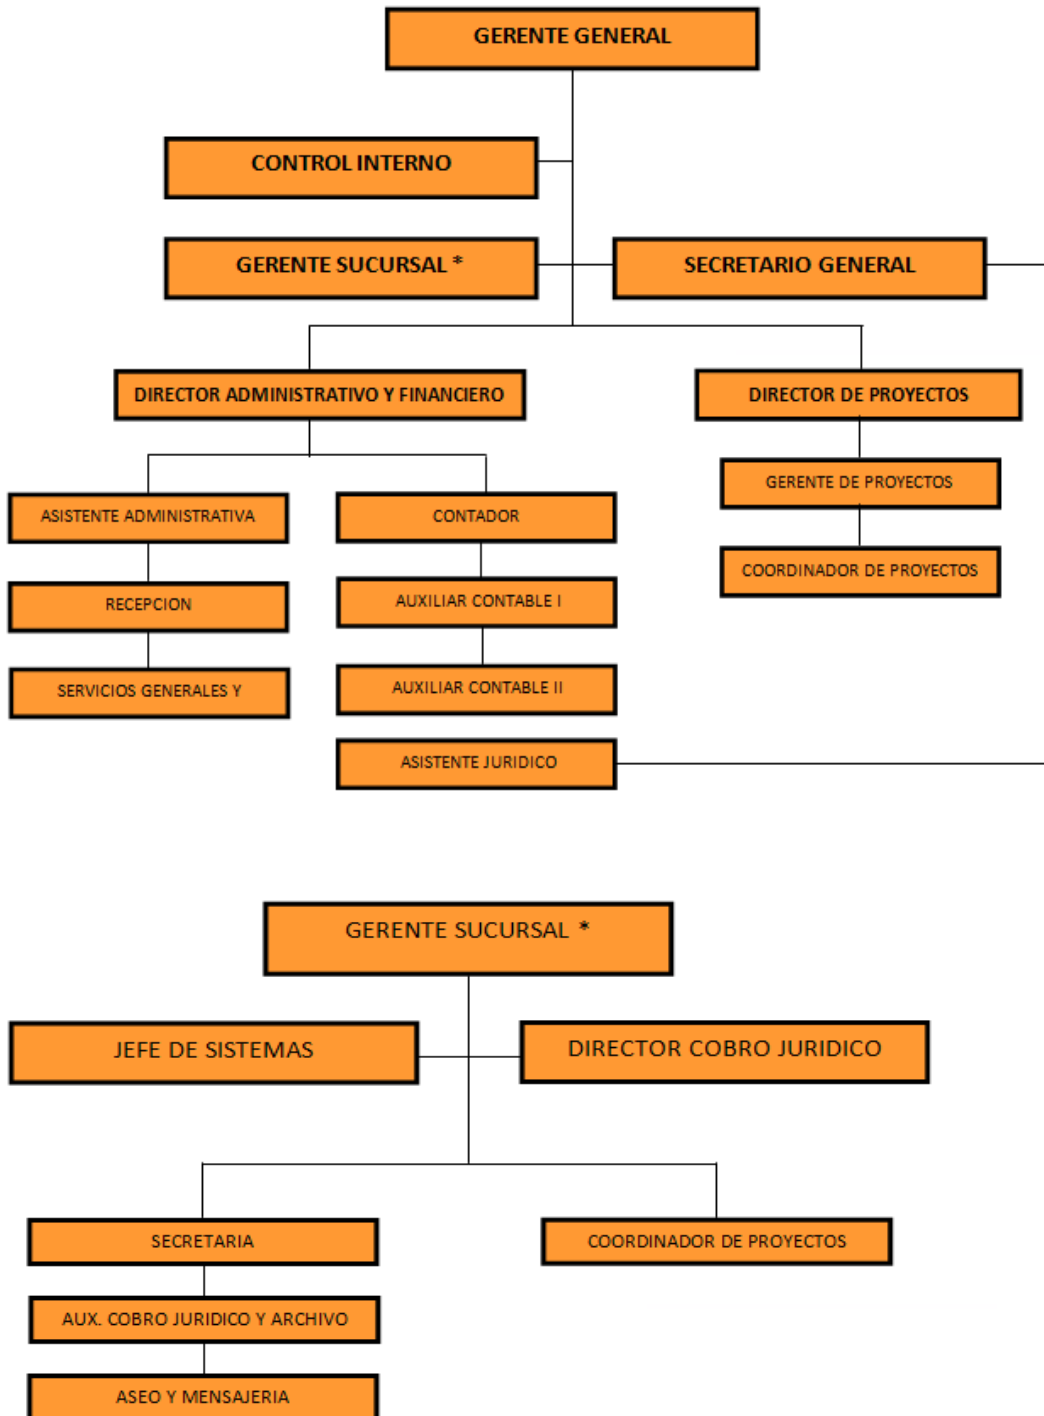 GERENTE GENERAL
CONTROL INTERNO
GERENTE SUCURSAL *
SECRETARIO GENERAL
DIRECTOR ADMINISTRATIVO Y FINANCIERO
DIRECTOR DE PROYECTOS
ASISTENTE ADMINISTRATIVA
CONTADOR
GERENTE DE PROYECTOS
RECEPCION
AUXILIAR CONTABLE I
COORDINADOR DE PROYECTOS
SERVICIOS GENERALES Y
AUXILIAR CONTABLE II
ASISTENTE JURIDICO
GERENTE SUCURSAL *
JEFE DE SISTEMAS
DIRECTOR COBRO JURIDICO
SECRETARIA
COORDINADOR DE PROYECTOS
AUX. COBRO JURIDICO Y ARCHIVO
ASEO Y MENSAJERIA